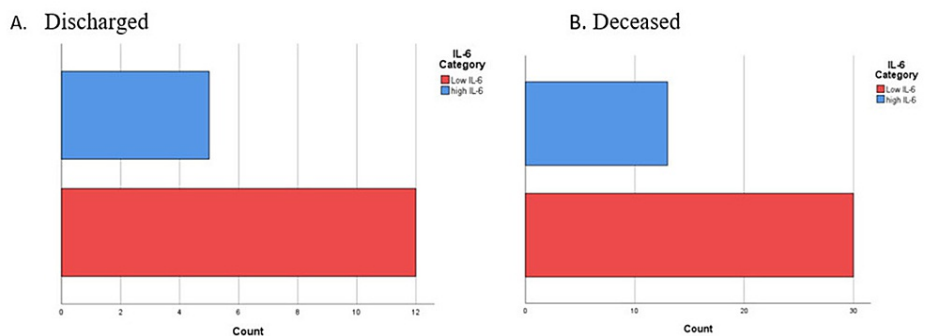 A. Discharged
IL-6
Category
Low IL-6
high IL-6
0 2 4 6 8 10 12
Count
B. Deceased
IL-6
Category
Low IL-6
high IL-6
0 10 20 30
Count